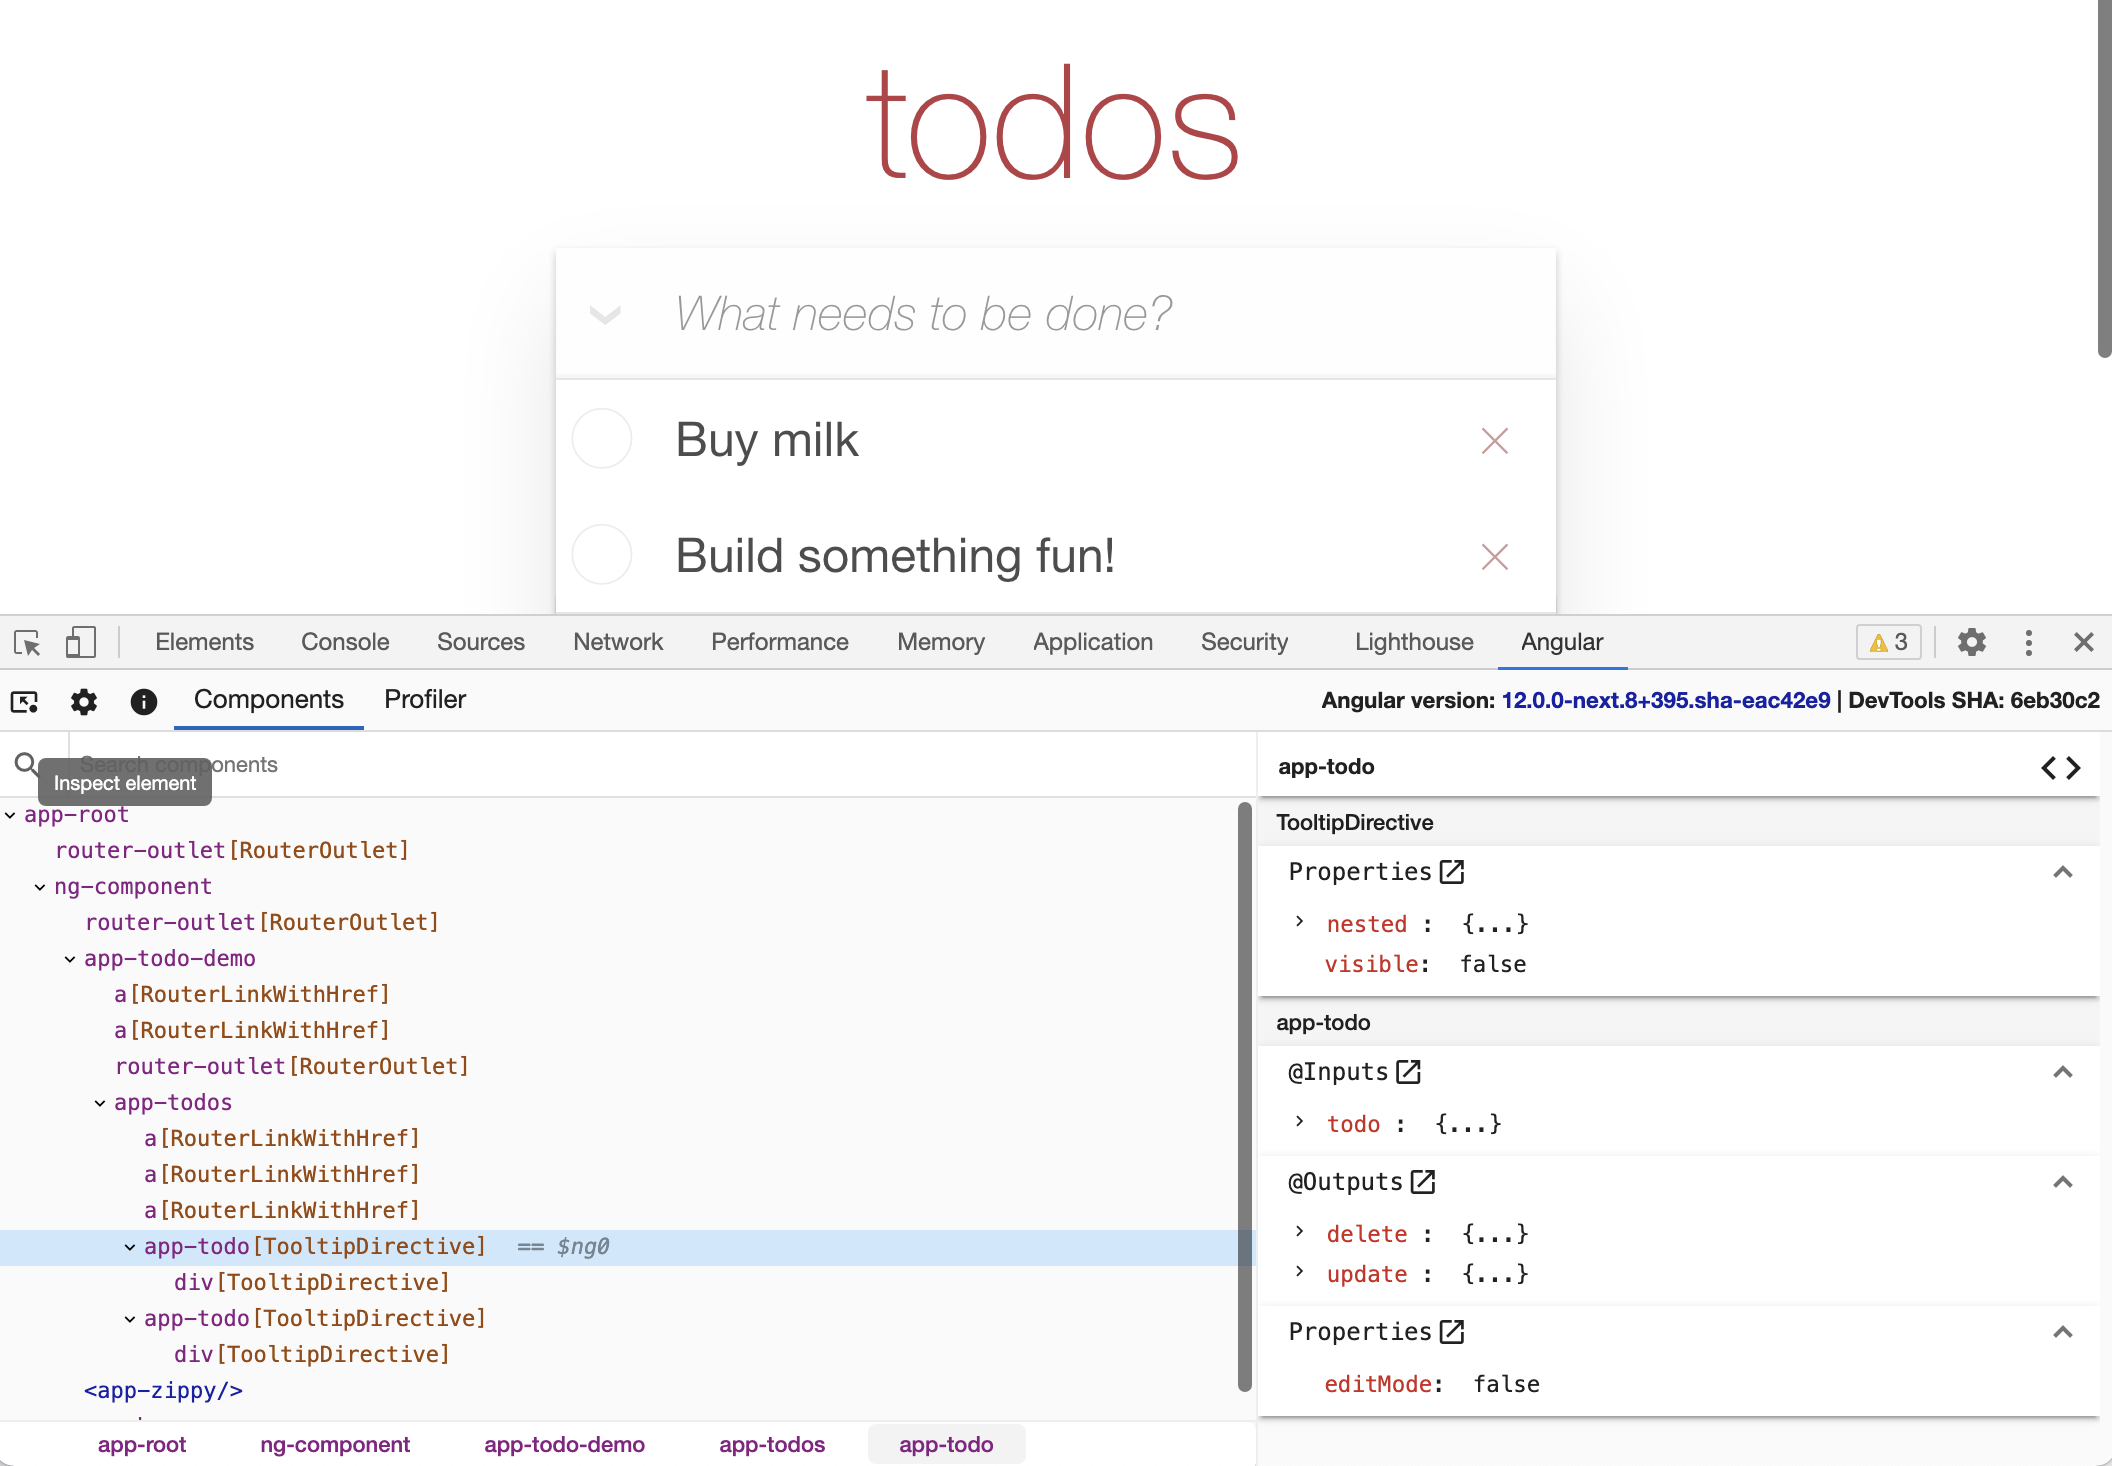 todos
What needs to be done?
Buy milk
Build something fun!
Elements Console Sources Network Performance Memory Application Security Lighthouse Angular 3
Components Profiler Angular version: 12.0.0-next.8+395.sha-eac42e9 | DevTools SHA: 6eb30c2
Search components
Inspect element
app-root
router-outlet[RouterOutlet]
ng-component
router-outlet[RouterOutlet]
app-todo-demo
a[RouterLinkWithHref]
a[RouterLinkWithHref]
router-outlet[RouterOutlet]
app-todos
a[RouterLinkWithHref]
a[RouterLinkWithHref]
a[RouterLinkWithHref]
app-todo[TooltipDirective] == $ng0
div[TooltipDirective]
app-todo[TooltipDirective]
div[TooltipDirective]
<app-zippy/>
app-root ng-component app-todo-demo app-todos app-todo
app-todo
TooltipDirective
Properties
nested : {...}
visible: false
app-todo
@Inputs
todo : {...}
@Outputs
delete : {...}
update : {...}
Properties
editMode: false